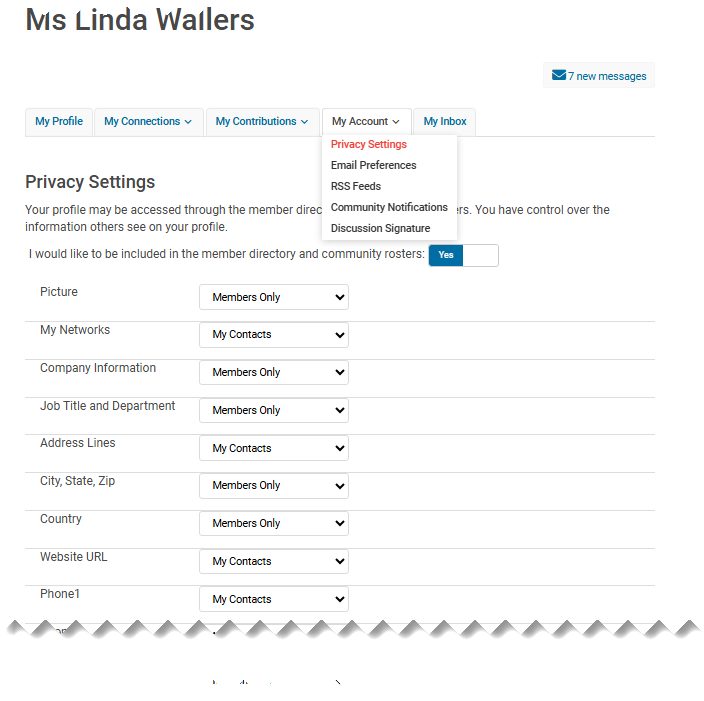 Ms Linda Wallers
7 new messages
My Profile My Connections My Contributions My Account My Inbox
Privacy Settings
Email Preferences
RSS Feeds
Community Notifications
Discussion Signature
Privacy Settings
Your profile may be accessed through the member direc rs. You have control over the
information others see on your profile.
I would like to be included in the member directory and community rosters: Yes
Picture Members Only
My Networks My Contacts
Company Information Members Only
Job Title and Department Members Only
Address Lines My Contacts
City, State, Zip Members Only
Country Members Only
Website URL My Contacts
Phone1 My Contacts